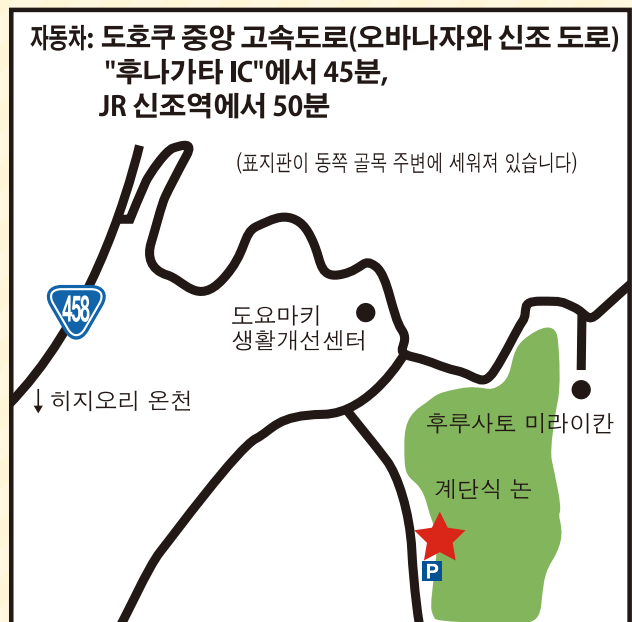 자동차: 도호쿠 중앙 고속도로(오바나자와 신조 도로)
"후나가타 IC"에서 45분,
JR 신조역에서 50분
(표지판이 동쪽 골목 주변에 세워져 있습니다)
458
도요마키
생활개선센터
↓ 히지오리 온천
후루사토 미라이칸
계단식 논
P